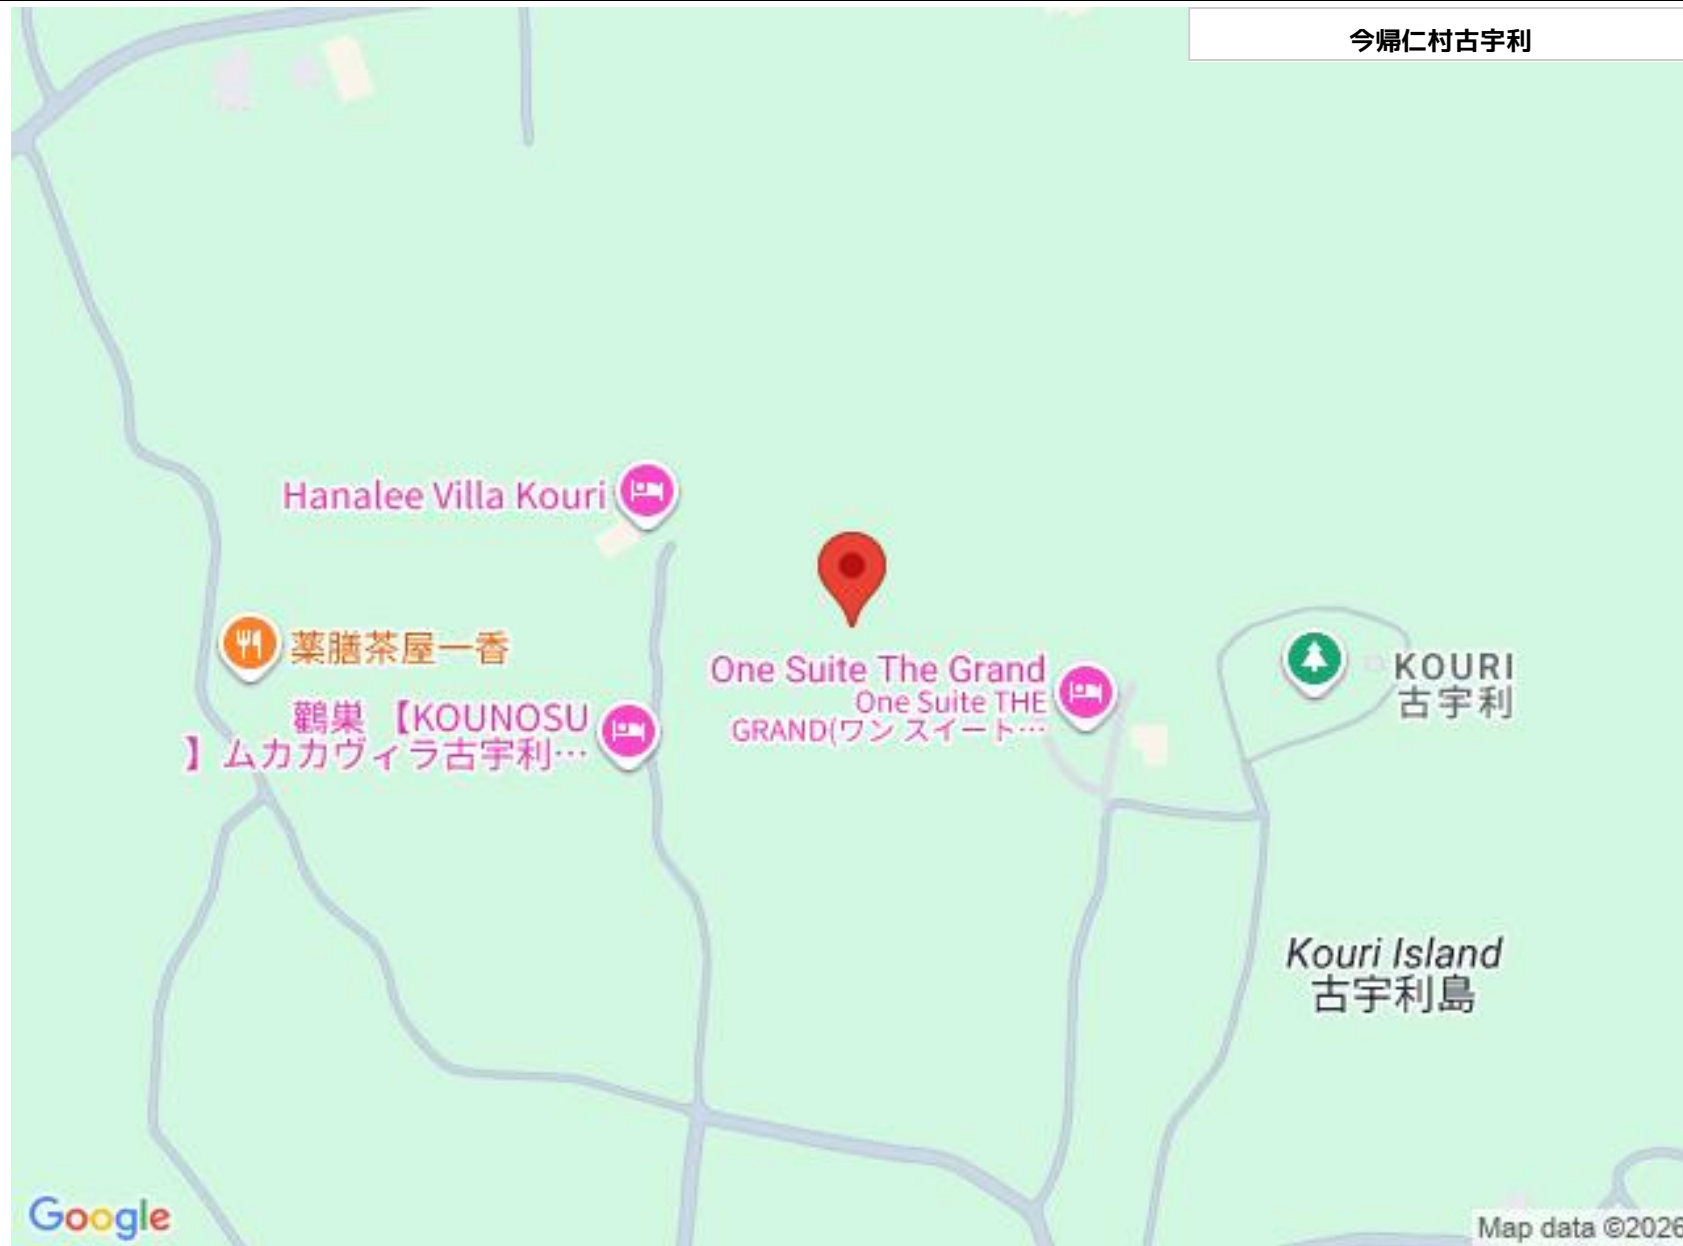 今帰仁村古宇利
Hanalee Villa Kouri
薬膳茶屋一香
鸛巣 【KOUNOSU
】ムカカヴィラ古宇利…
One Suite The Grand
One Suite THE
GRAND(ワン スイート…
KOURI
古宇利
Kouri Island
古宇利島
Google
Map data ©2026